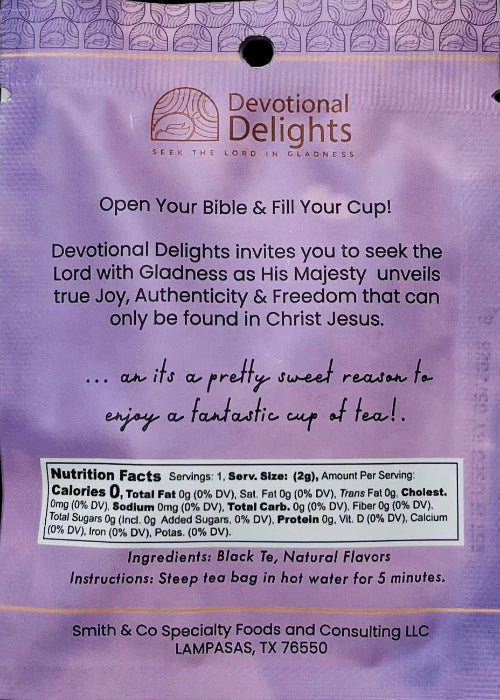 Devotional
Delights
SEEK THE LORD IN GLADNESS
Open Your Bible & Fill Your Cup!
Devotional Delights invites you to seek the
Lord with Gladness as His Majesty unveils
true Joy, Authenticity & Freedom that can
only be found in Christ Jesus.
... an its a pretty sweet reason to
enjoy a fantastic cup of tea!.
Nutrition Facts Servings: 1, Serv. Size: (2g), Amount Per Serving:
Calories 0, Total Fat 0g (0% DV), Sat. Fat 0g (0% DV), Trans Fat 0g, Cholest.
0mg (0% DV), Sodium 0mg (0% DV), Total Carb. 0g (0% DV), Fiber 0g (0% DV),
Total Sugars 0g (Incl. 0g Added Sugars, 0% DV), Protein 0g, Vit. D (0% DV), Calcium
(0% DV), Iron (0% DV), Potas. (0% DV).
Ingredients: Black Te, Natural Flavors
Instructions: Steep tea bag in hot water for 5 minutes.
Smith & Co Specialty Foods and Consulting LLC
LAMPASAS, TX 76550